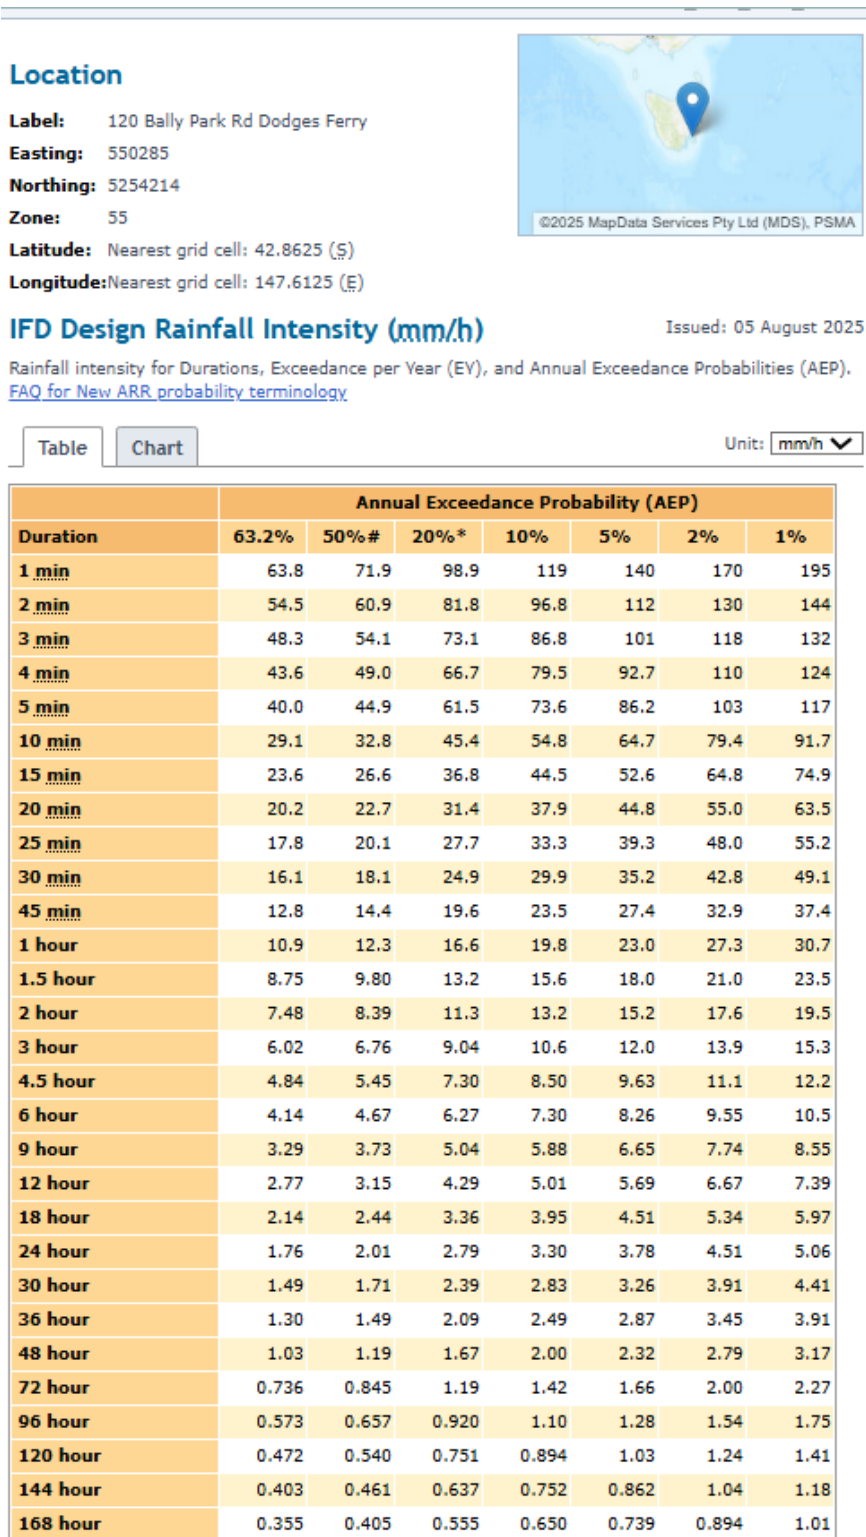 Location
Label: 120 Bally Park Rd Dodges Ferry
Easting: 550285
Northing: 5254214
Zone: 55
Latitude: Nearest grid cell: 42.8625 (S)
Longitude:Nearest grid cell: 147.6125 (E)
©2025 MapData Services Pty Ltd (MDS), PSMA
IFD Design Rainfall Intensity (mm/h)
Issued: 05 August 2025
Rainfall intensity for Durations, Exceedance per Year (EY), and Annual Exceedance Probabilities (AEP).
FAQ for New ARR probability terminology
Table Chart
Unit: mm/h
Annual Exceedance Probability (AEP)
Duration 63.2% 50%# 20%* 10% 5% 2% 1%
1 min 63.8 71.9 98.9 119 140 170 195
2 min 54.5 60.9 81.8 96.8 112 130 144
3 min 48.3 54.1 73.1 86.8 101 118 132
4 min 43.6 49.0 66.7 79.5 92.7 110 124
5 min 40.0 44.9 61.5 73.6 86.2 103 117
10 min 29.1 32.8 45.4 54.8 64.7 79.4 91.7
15 min 23.6 26.6 36.8 44.5 52.6 64.8 74.9
20 min 20.2 22.7 31.4 37.9 44.8 55.0 63.5
25 min 17.8 20.1 27.7 33.3 39.3 48.0 55.2
30 min 16.1 18.1 24.9 29.9 35.2 42.8 49.1
45 min 12.8 14.4 19.6 23.5 27.4 32.9 37.4
1 hour 10.9 12.3 16.6 19.8 23.0 27.3 30.7
1.5 hour 8.75 9.80 13.2 15.6 18.0 21.0 23.5
2 hour 7.48 8.39 11.3 13.2 15.2 17.6 19.5
3 hour 6.02 6.76 9.04 10.6 12.0 13.9 15.3
4.5 hour 4.84 5.45 7.30 8.50 9.63 11.1 12.2
6 hour 4.14 4.67 6.27 7.30 8.26 9.55 10.5
9 hour 3.29 3.73 5.04 5.88 6.65 7.74 8.55
12 hour 2.77 3.15 4.29 5.01 5.69 6.67 7.39
18 hour 2.14 2.44 3.36 3.95 4.51 5.34 5.97
24 hour 1.76 2.01 2.79 3.30 3.78 4.51 5.06
30 hour 1.49 1.71 2.39 2.83 3.26 3.91 4.41
36 hour 1.30 1.49 2.09 2.49 2.87 3.45 3.91
48 hour 1.03 1.19 1.67 2.00 2.32 2.79 3.17
72 hour 0.736 0.845 1.19 1.42 1.66 2.00 2.27
96 hour 0.573 0.657 0.920 1.10 1.28 1.54 1.75
120 hour 0.472 0.540 0.751 0.894 1.03 1.24 1.41
144 hour 0.403 0.461 0.637 0.752 0.862 1.04 1.18
168 hour 0.355 0.405 0.555 0.650 0.739 0.894 1.01